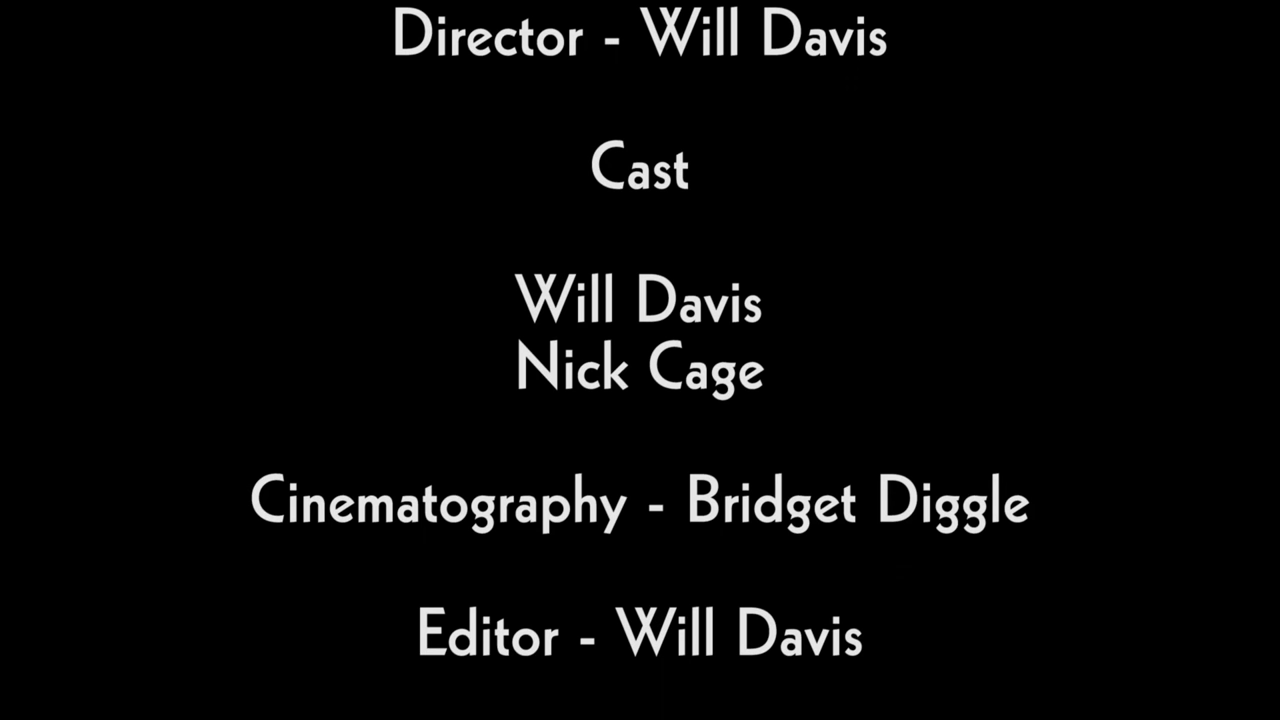 Director - Will Davis
Cast
Will Davis
Nick Cage
Cinematography - Bridget Diggle
Editor - Will Davis